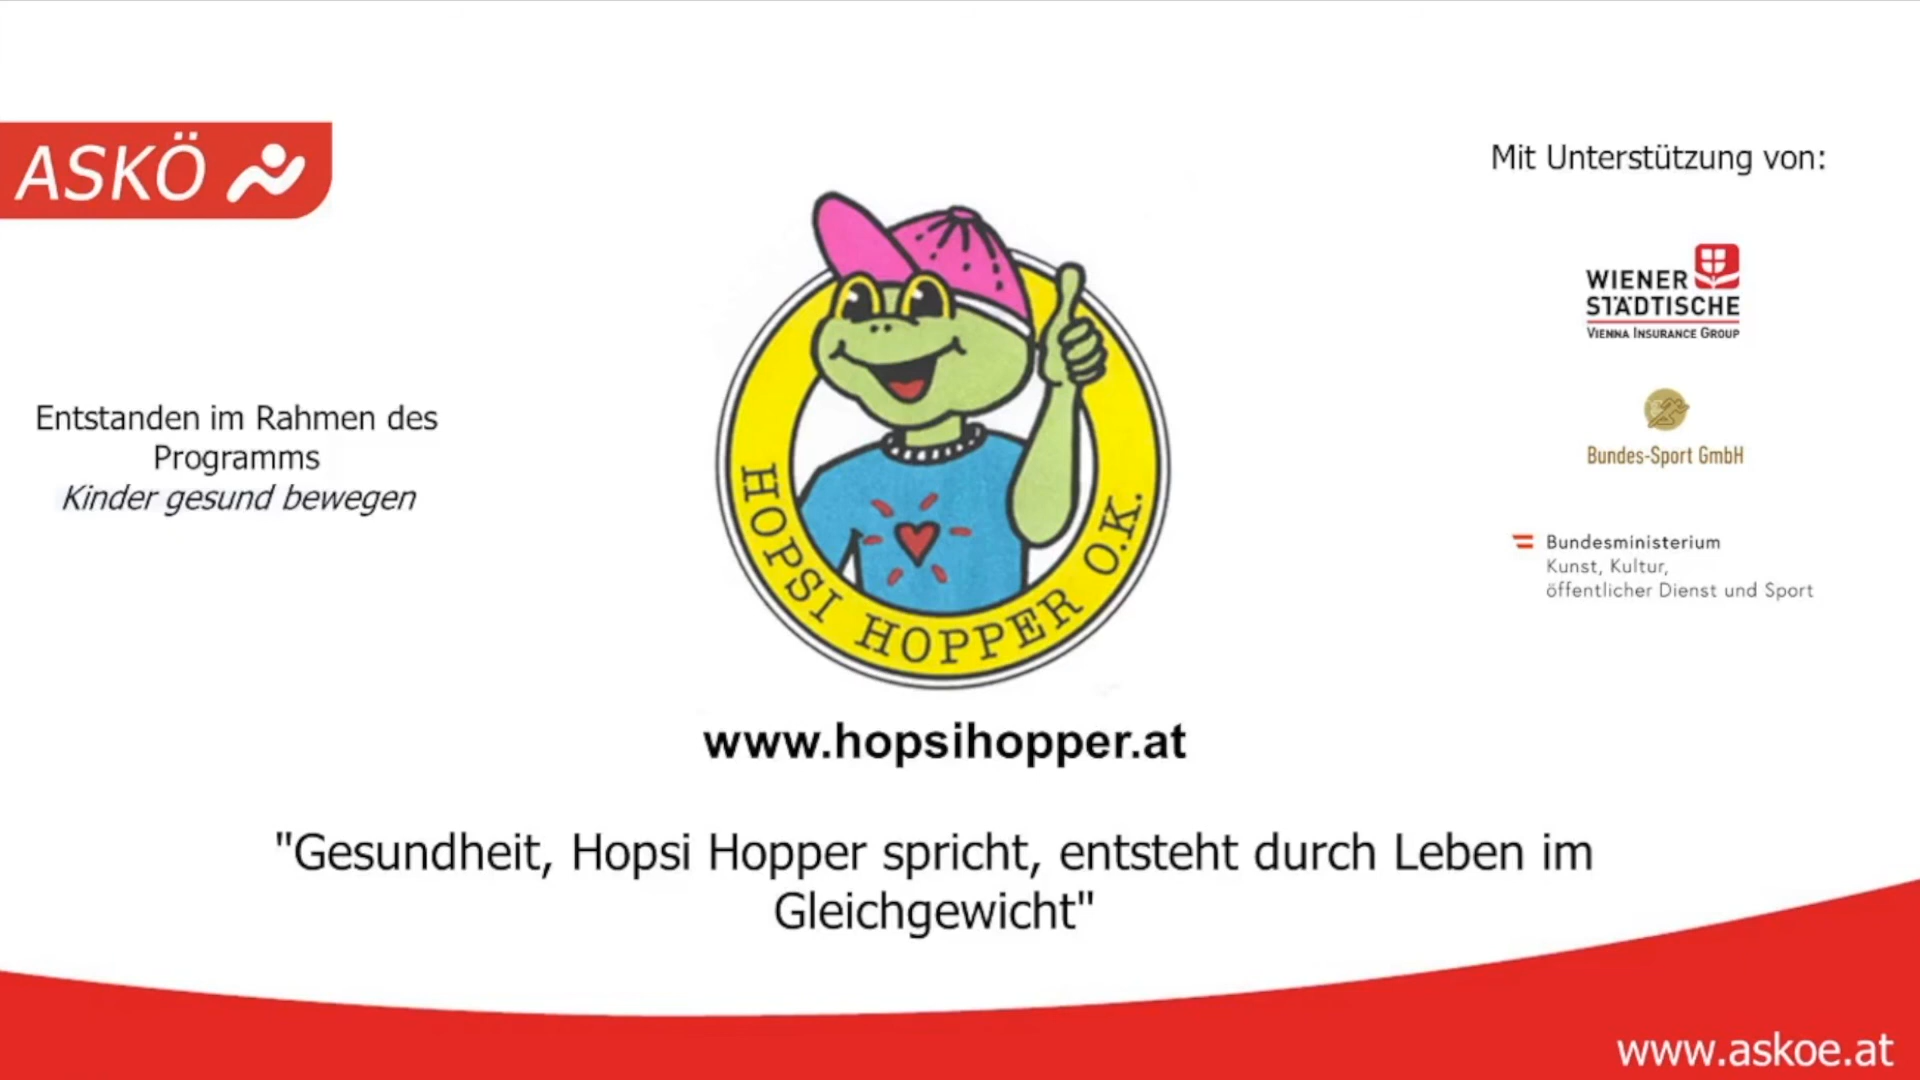 ASKÖ
Entstanden im Rahmen des
Programms
Kinder gesund bewegen
HOPSI HOPPER O.K.
www.hopsihopper.at
"Gesundheit, Hopsi Hopper spricht, entsteht durch Leben im
Gleichgewicht"
Mit Unterstützung von:
WIENER
STÄDTISCHE
VIENNA INSURANCE GROUP
Bundes-Sport GmbH
Bundesministerium
Kunst, Kultur,
öffentlicher Dienst und Sport
www.askoe.at